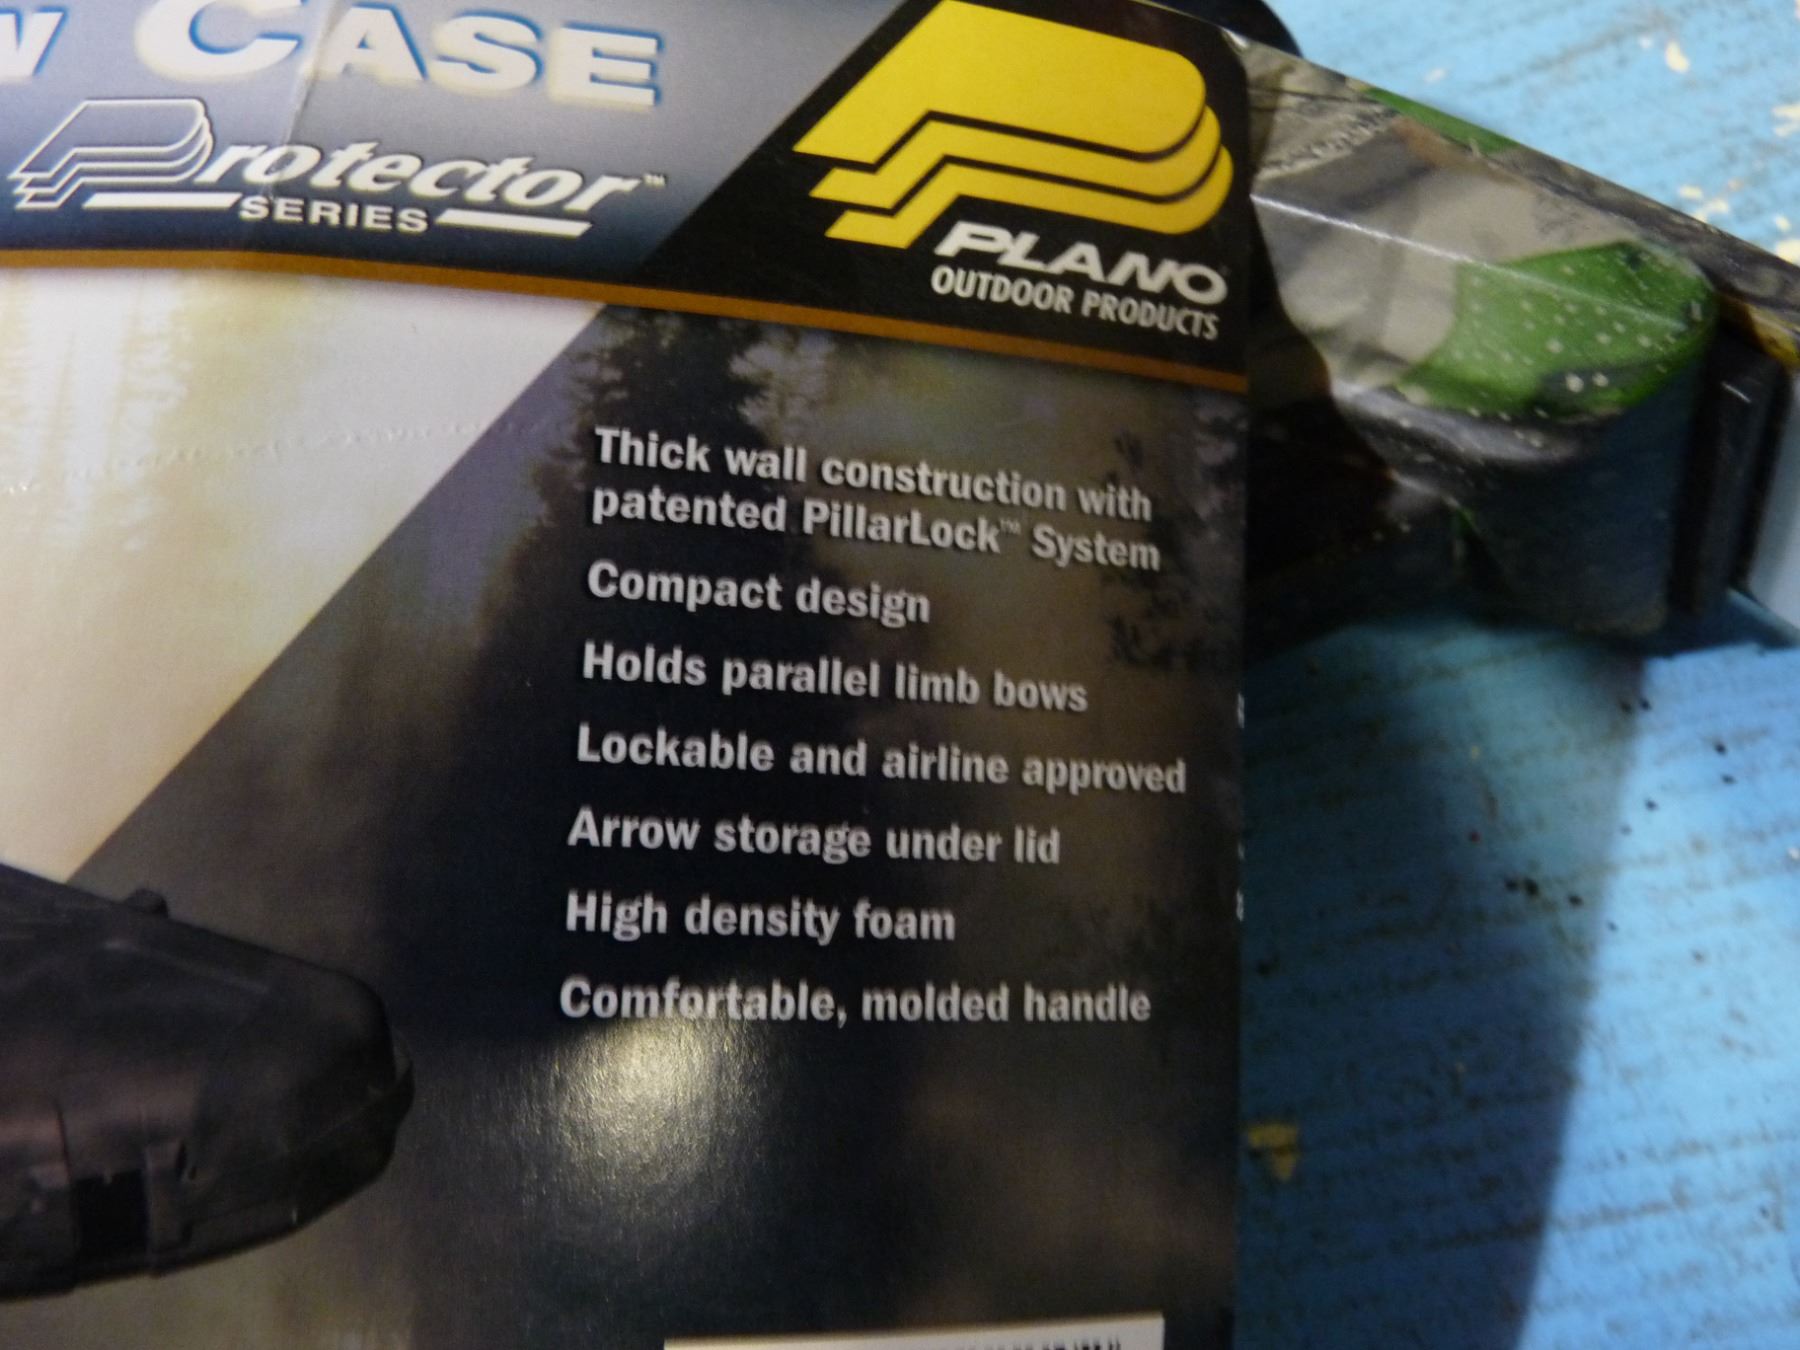 CASE
Protector™
SERIES
PLANO
OUTDOOR PRODUCTS
Thick wall construction with
patented PillarLock™ System
Compact design
Holds parallel limb bows
Lockable and airline approved
Arrow storage under lid
High density foam
Comfortable, molded handle